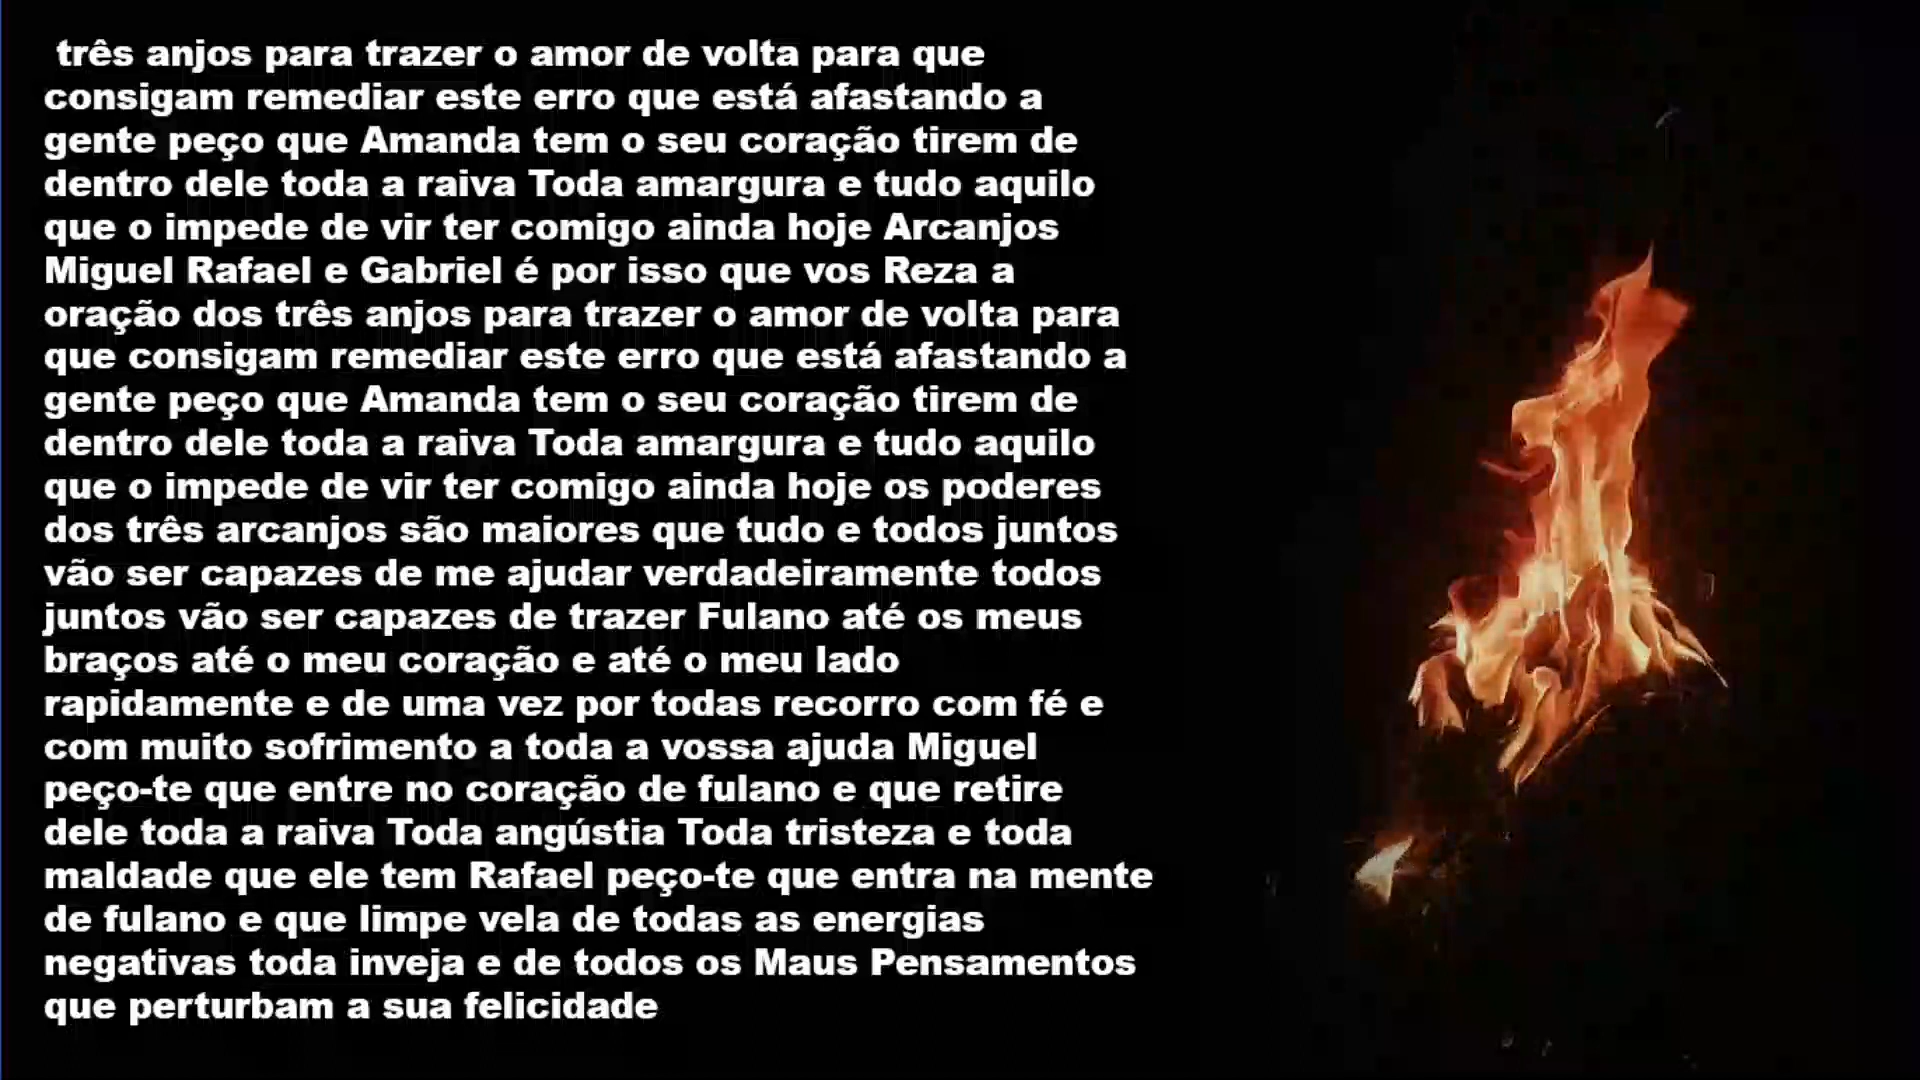 três anjos para trazer o amor de volta para que
consigam remediar este erro que está afastando a
gente peço que Amanda tem o seu coração tirem de
dentro dele toda a raiva Toda amargura e tudo aquilo
que o impede de vir ter comigo ainda hoje Arcanjos
Miguel Rafael e Gabriel é por isso que vos Reza a
oração dos três anjos para trazer o amor de volta para
que consigam remediar este erro que está afastando a
gente peço que Amanda tem o seu coração tirem de
dentro dele toda a raiva Toda amargura e tudo aquilo
que o impede de vir ter comigo ainda hoje os poderes
dos três arcanjos são maiores que tudo e todos juntos
vão ser capazes de me ajudar verdadeiramente todos
juntos vão ser capazes de trazer Fulano até os meus
braços até o meu coração e até o meu lado
rapidamente e de uma vez por todas recorro com fé e
com muito sofrimento a toda a vossa ajuda Miguel
peço-te que entre no coração de fulano e que retire
dele toda a raiva Toda angústia Toda tristeza e toda
maldade que ele tem Rafael peço-te que entra na mente
de fulano e que limpe vela de todas as energias
negativas toda inveja e de todos os Maus Pensamentos
que perturbam a sua felicidade